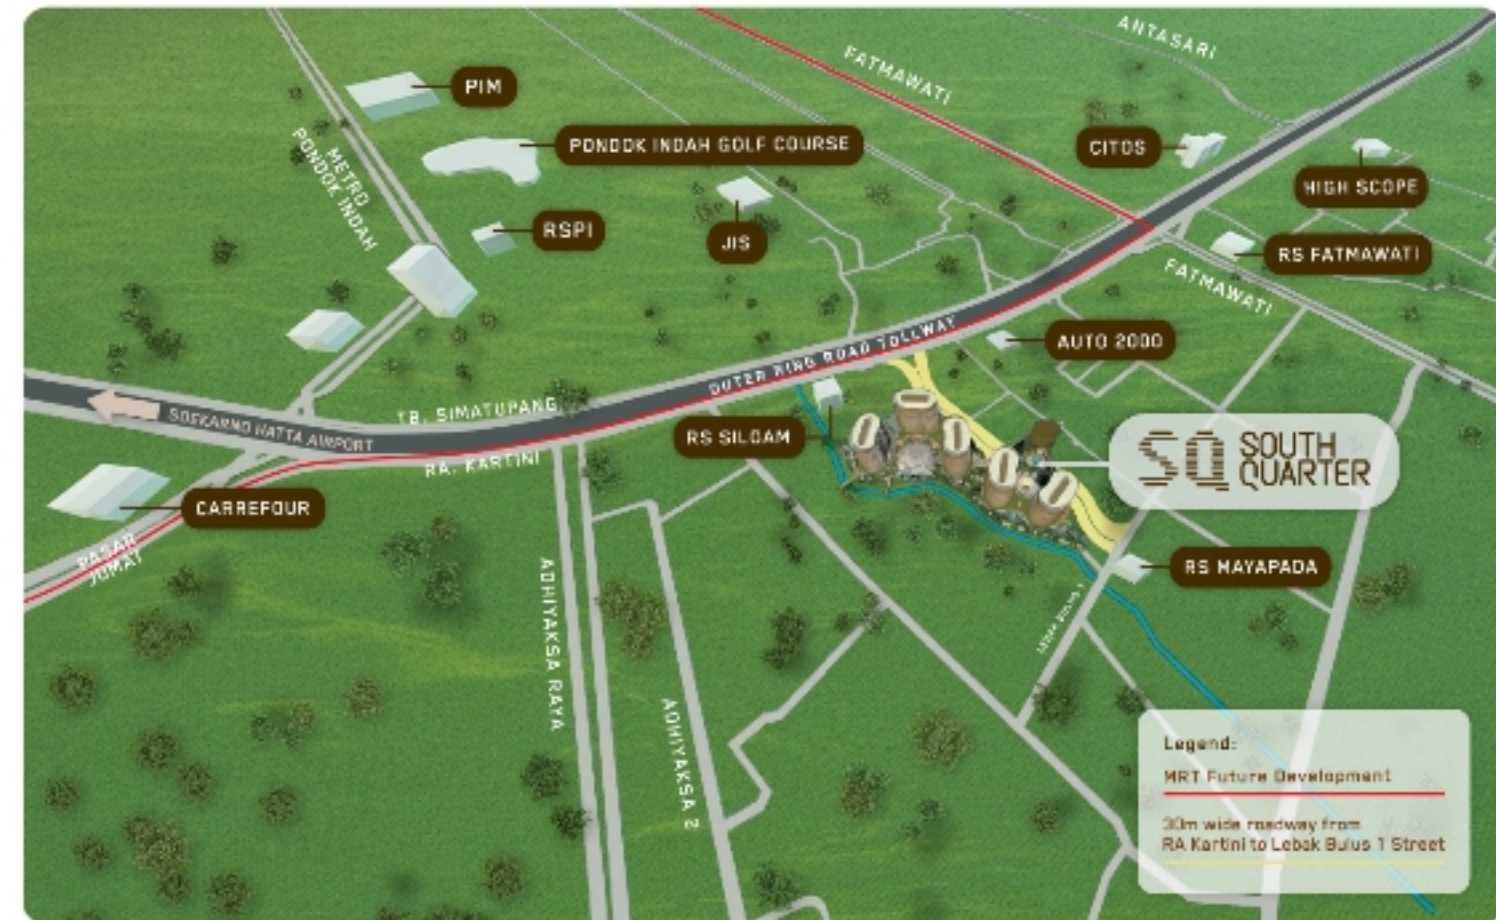 ANTASARI
FATMAWATI
PIM
PONDOK INDAH GOLF COURSE
CITOS
METRO
PONDOK INDAH
HIGH SCOPE
RSPI
JIS
RS FATMAWATI
FATMAWATI
AUTO 2000
OUTER RING ROAD TOLLWAY
TB. SIMATUPANG
SOEKARNO HATTA AIRPORT
RA. KARTINI
RS SILOAM
SQ SOUTH
QUARTER
CARREFOUR
PASAR
JUMAT
RS MAYAPADA
ADHIYAKSA RAYA
LEBAK BULUS 1
ADHIYAKSA 2
Legend:
MRT Future Development
30m wide roadway from
RA Kartini to Lebak Bulus 1 Street